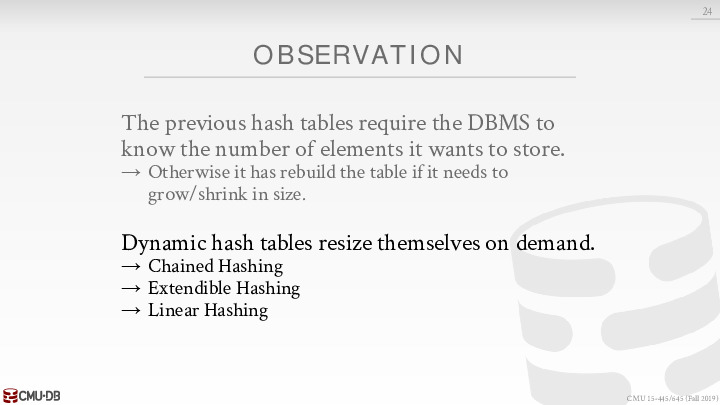 24
OBSERVATION
The previous hash tables require the DBMS to
know the number of elements it wants to store.
→ Otherwise it has rebuild the table if it needs to
grow/shrink in size.
Dynamic hash tables resize themselves on demand.
→ Chained Hashing
→ Extendible Hashing
→ Linear Hashing
CMU·DB
CMU 15-445/645 (Fall 2019)